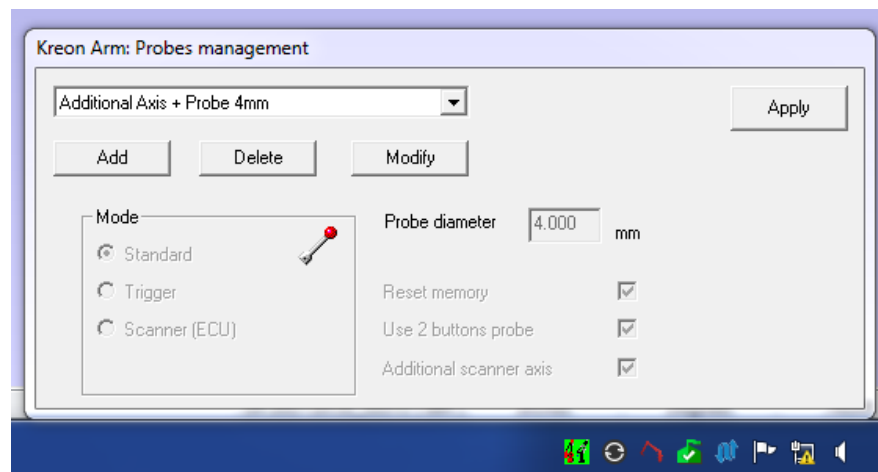 Kreon Arm: Probes management
Additional Axis + Probe 4mm
Apply
Add Delete Modify
Mode
Standard
Trigger
Scanner (ECU)
Probe diameter 4.000 mm
Reset memory
Use 2 buttons probe
Additional scanner axis